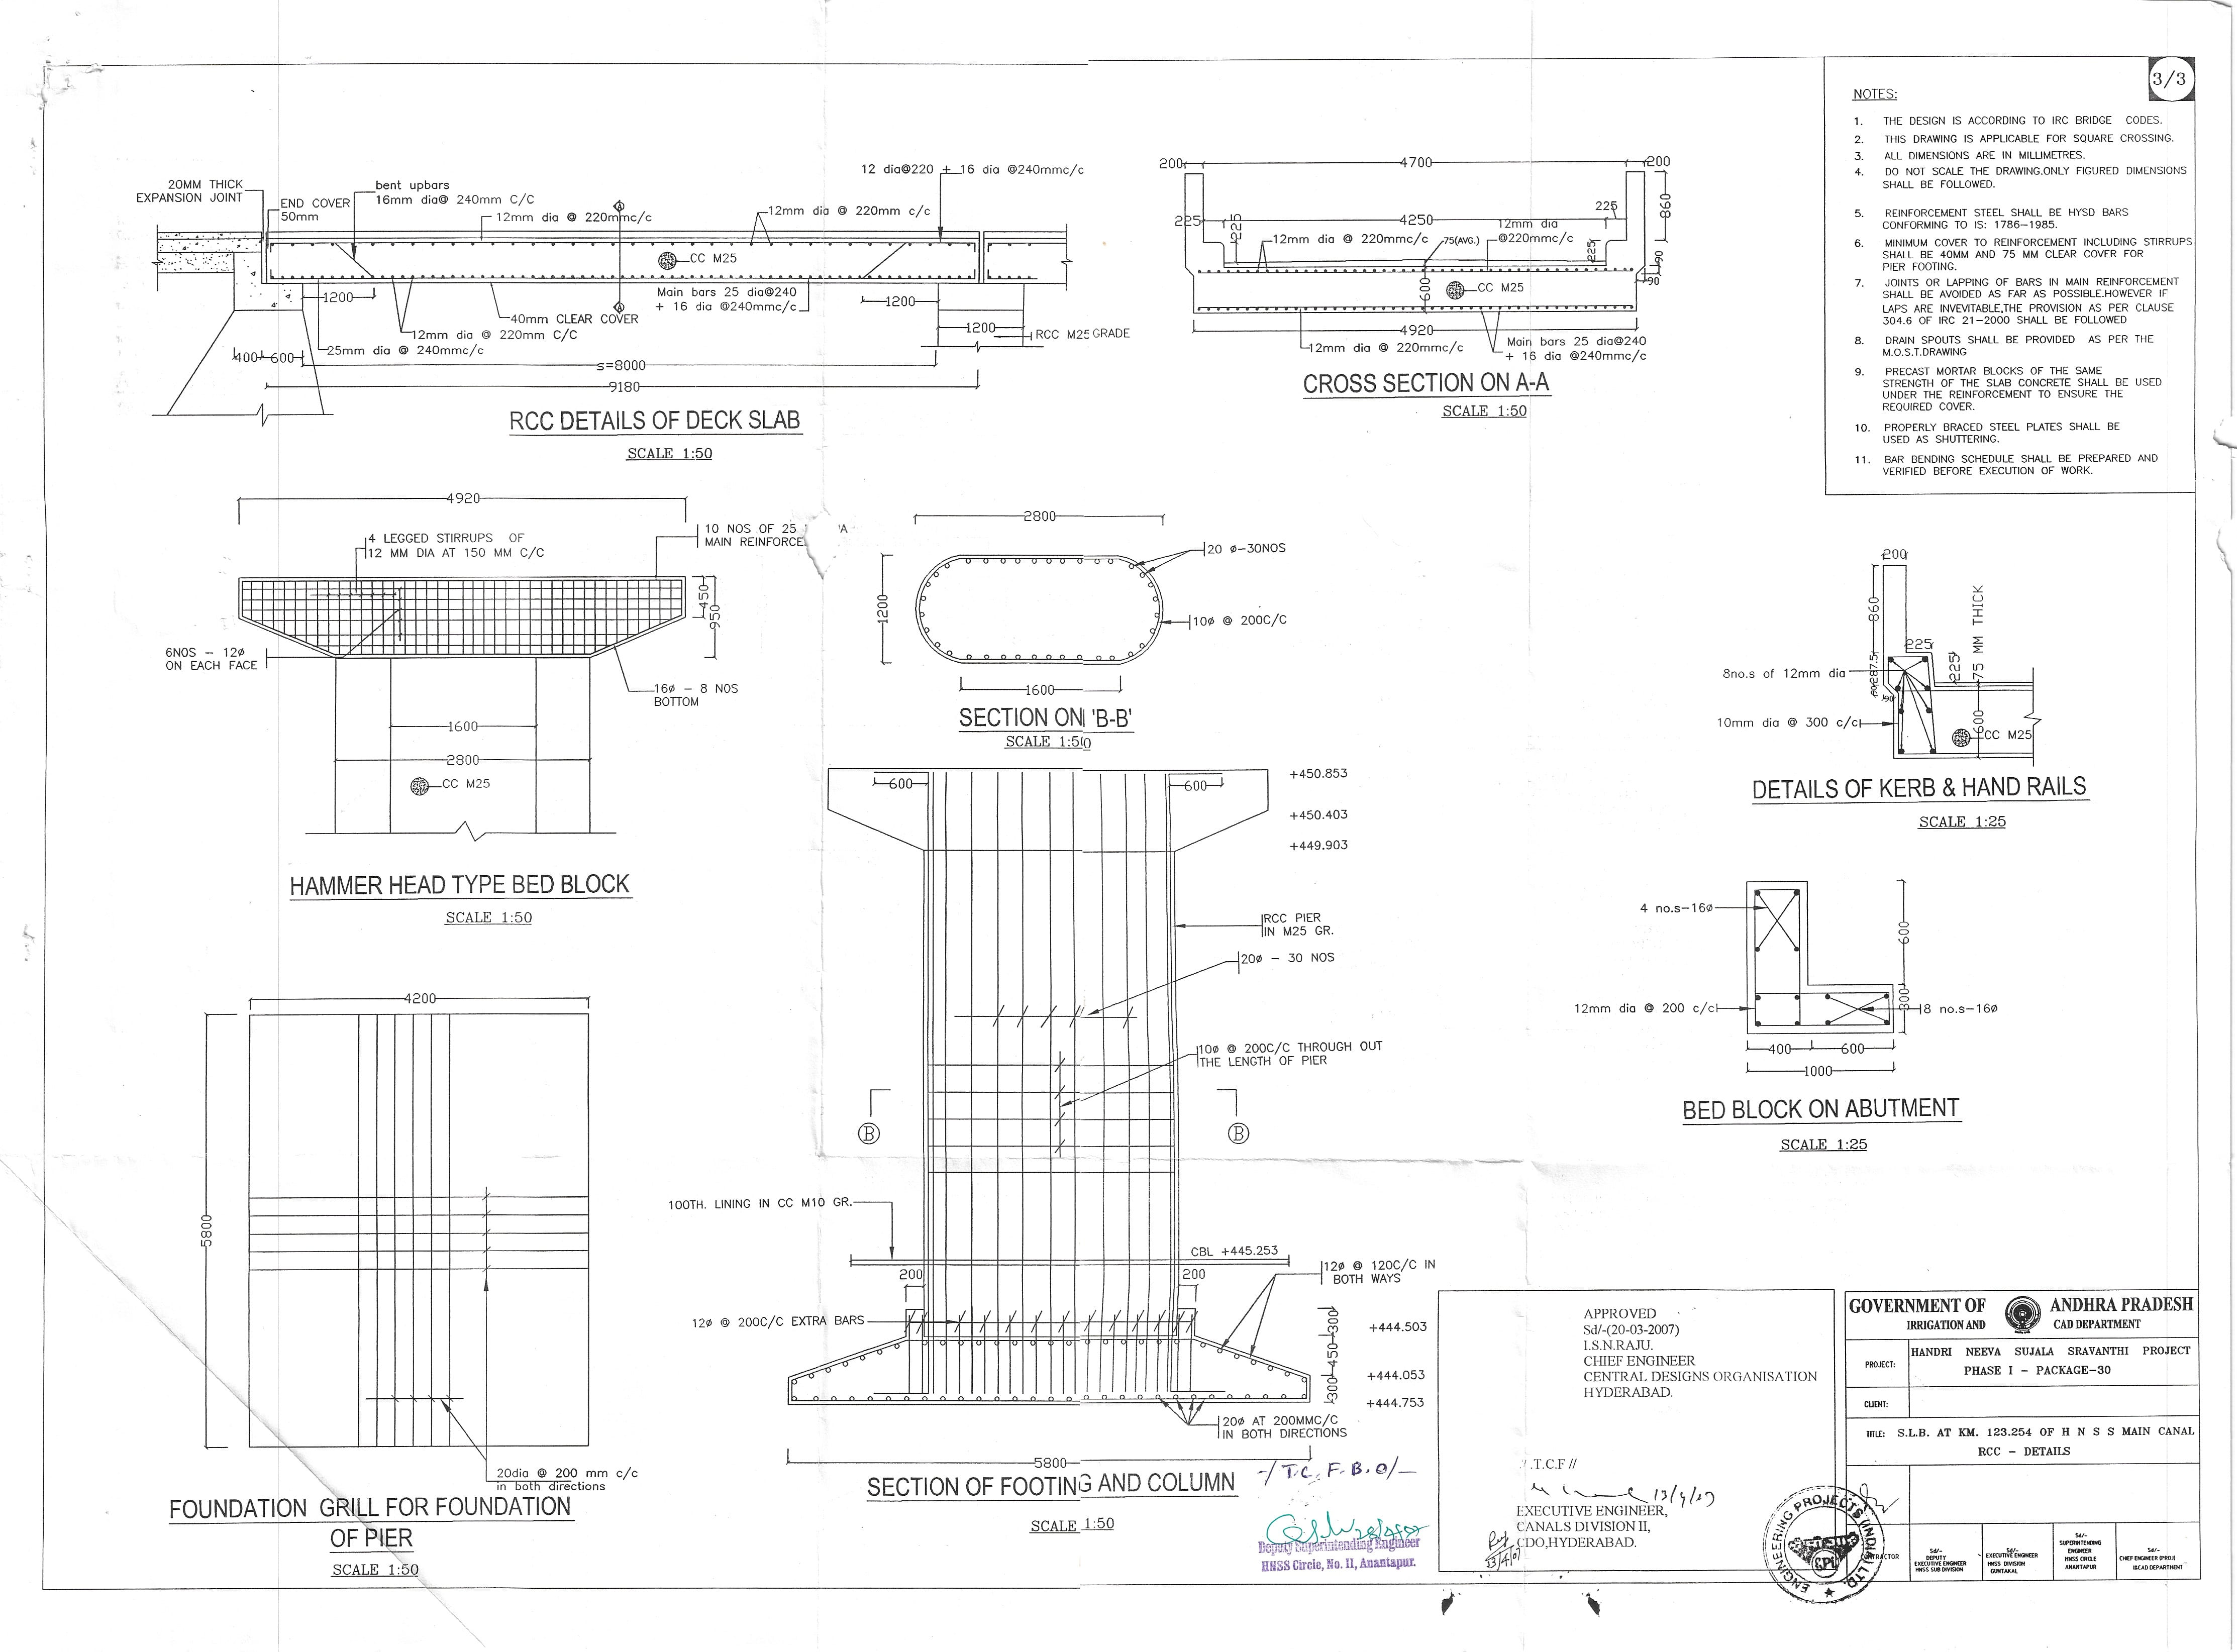 3/3
NOTES:
1. THE DESIGN IS ACCORDING TO IRC BRIDGE CODES.
2. THIS DRAWING IS APPLICABLE FOR SQUARE CROSSING.
3. ALL DIMENSIONS ARE IN MILLIMETRES.
4. DO NOT SCALE THE DRAWING.ONLY FIGURED DIMENSIONS
SHALL BE FOLLOWED.
5. REINFORCEMENT STEEL SHALL BE HYSD BARS
CONFORMING TO IS: 1786-1985.
6. MINIMUM COVER TO REINFORCEMENT INCLUDING STIRRUPS
SHALL BE 40MM AND 75 MM CLEAR COVER FOR
PIER FOOTING.
7. JOINTS OR LAPPING OF BARS IN MAIN REINFORCEMENT
SHALL BE AVOIDED AS FAR AS POSSIBLE.HOWEVER IF
LAPS ARE INVEVITABLE,THE PROVISION AS PER CLAUSE
304.6 OF IRC 21-2000 SHALL BE FOLLOWED
8. DRAIN SPOUTS SHALL BE PROVIDED AS PER THE
M.O.S.T.DRAWING
9. PRECAST MORTAR BLOCKS OF THE SAME
STRENGTH OF THE SLAB CONCRETE SHALL BE USED
UNDER THE REINFORCEMENT TO ENSURE THE
REQUIRED COVER.
10. PROPERLY BRACED STEEL PLATES SHALL BE
USED AS SHUTTERING.
11. BAR BENDING SCHEDULE SHALL BE PREPARED AND
VERIFIED BEFORE EXECUTION OF WORK.
20MM THICK
EXPANSION JOINT
END COVER
50mm
bent upbars
16mm dia@ 240mm C/C
12mm dia @ 220mmc/c
A
12mm dia @ 220mm c/c
12 dia@220 + 16 dia @240mmc/c
CC M25
1200
Main bars 25 dia@240
+ 16 dia @240mmc/c
1200
40mm CLEAR COVER
A
12mm dia @ 220mm C/C
25mm dia @ 240mmc/c
1200
RCC M25 GRADE
400 600
s=8000
9180
RCC DETAILS OF DECK SLAB
SCALE 1:50
200 4700 200
860
225 225 4250 225
12mm dia
@220mmc/c
12mm dia @ 220mmc/c
75(AVG.)
225
90
90
600
CC M25
4920
12mm dia @ 220mmc/c
Main bars 25 dia@240
+ 16 dia @240mmc/c
CROSS SECTION ON A-A
SCALE 1:50
4920
4 LEGGED STIRRUPS OF
12 MM DIA AT 150 MM C/C
10 NOS OF 25 'A
MAIN REINFORCE
450
950
6NOS - 12ø
ON EACH FACE
16ø - 8 NOS
BOTTOM
1600
2800
CC M25
HAMMER HEAD TYPE BED BLOCK
SCALE 1:50
2800
20 ø-30NOS
1200
10ø @ 200C/C
1600
SECTION ON 'B-B'
SCALE 1:50
200
860
75 MM THICK
225
225
287.5
90
90
8no.s of 12mm dia
10mm dia @ 300 c/c
600
CC M25
DETAILS OF KERB & HAND RAILS
SCALE 1:25
4 no.s-16ø
600
12mm dia @ 200 c/c
300
8 no.s-16ø
400 600
1000
BED BLOCK ON ABUTMENT
SCALE 1:25
4200
5800
20dia @ 200 mm c/c
in both directions
FOUNDATION GRILL FOR FOUNDATION
OF PIER
SCALE 1:50
600 600
+450.853
+450.403
+449.903
RCC PIER
IN M25 GR.
20ø - 30 NOS
10ø @ 200C/C THROUGH OUT
THE LENGTH OF PIER
B B
100TH. LINING IN CC M10 GR.
CBL +445.253
200 200
12ø @ 120C/C IN
BOTH WAYS
12ø @ 200C/C EXTRA BARS
300
450
300
+444.503
+444.053
+444.753
20ø AT 200MMC/C
IN BOTH DIRECTIONS
5800
SECTION OF FOOTING AND COLUMN
SCALE 1:50
-/T.C.F.B.O/-
Deputy Superintending Engineer
HNSS Circle, No. II, Anantapur.
APPROVED
Sd/-(20-03-2007)
I.S.N.RAJU.
CHIEF ENGINEER
CENTRAL DESIGNS ORGANISATION
HYDERABAD.
.T.C.F //
EXECUTIVE ENGINEER,
CANALS DIVISION II,
CDO,HYDERABAD.
ENGINEERING PROJECTS (INDIA) LTD.
EPI
GOVERNMENT OF ANDHRA PRADESH
IRRIGATION AND CAD DEPARTMENT
PROJECT: HANDRI NEEVA SUJALA SRAVANTHI PROJECT
PHASE I - PACKAGE-30
CLIENT:
TITLE: S.L.B. AT KM. 123.254 OF H N S S MAIN CANAL
RCC - DETAILS
Sd/-
DEPUTY
EXECUTIVE ENGINEER
HNSS SUB DIVISION
Sd/-
EXECUTIVE ENGINEER
HNSS DIVISION
GUNTAKAL
Sd/-
SUPERINTENDING
ENGINEER
HNSS CIRCLE
ANANTAPUR
Sd/-
CHIEF ENGINEER (PROJ)
I&CAD DEPARTMENT